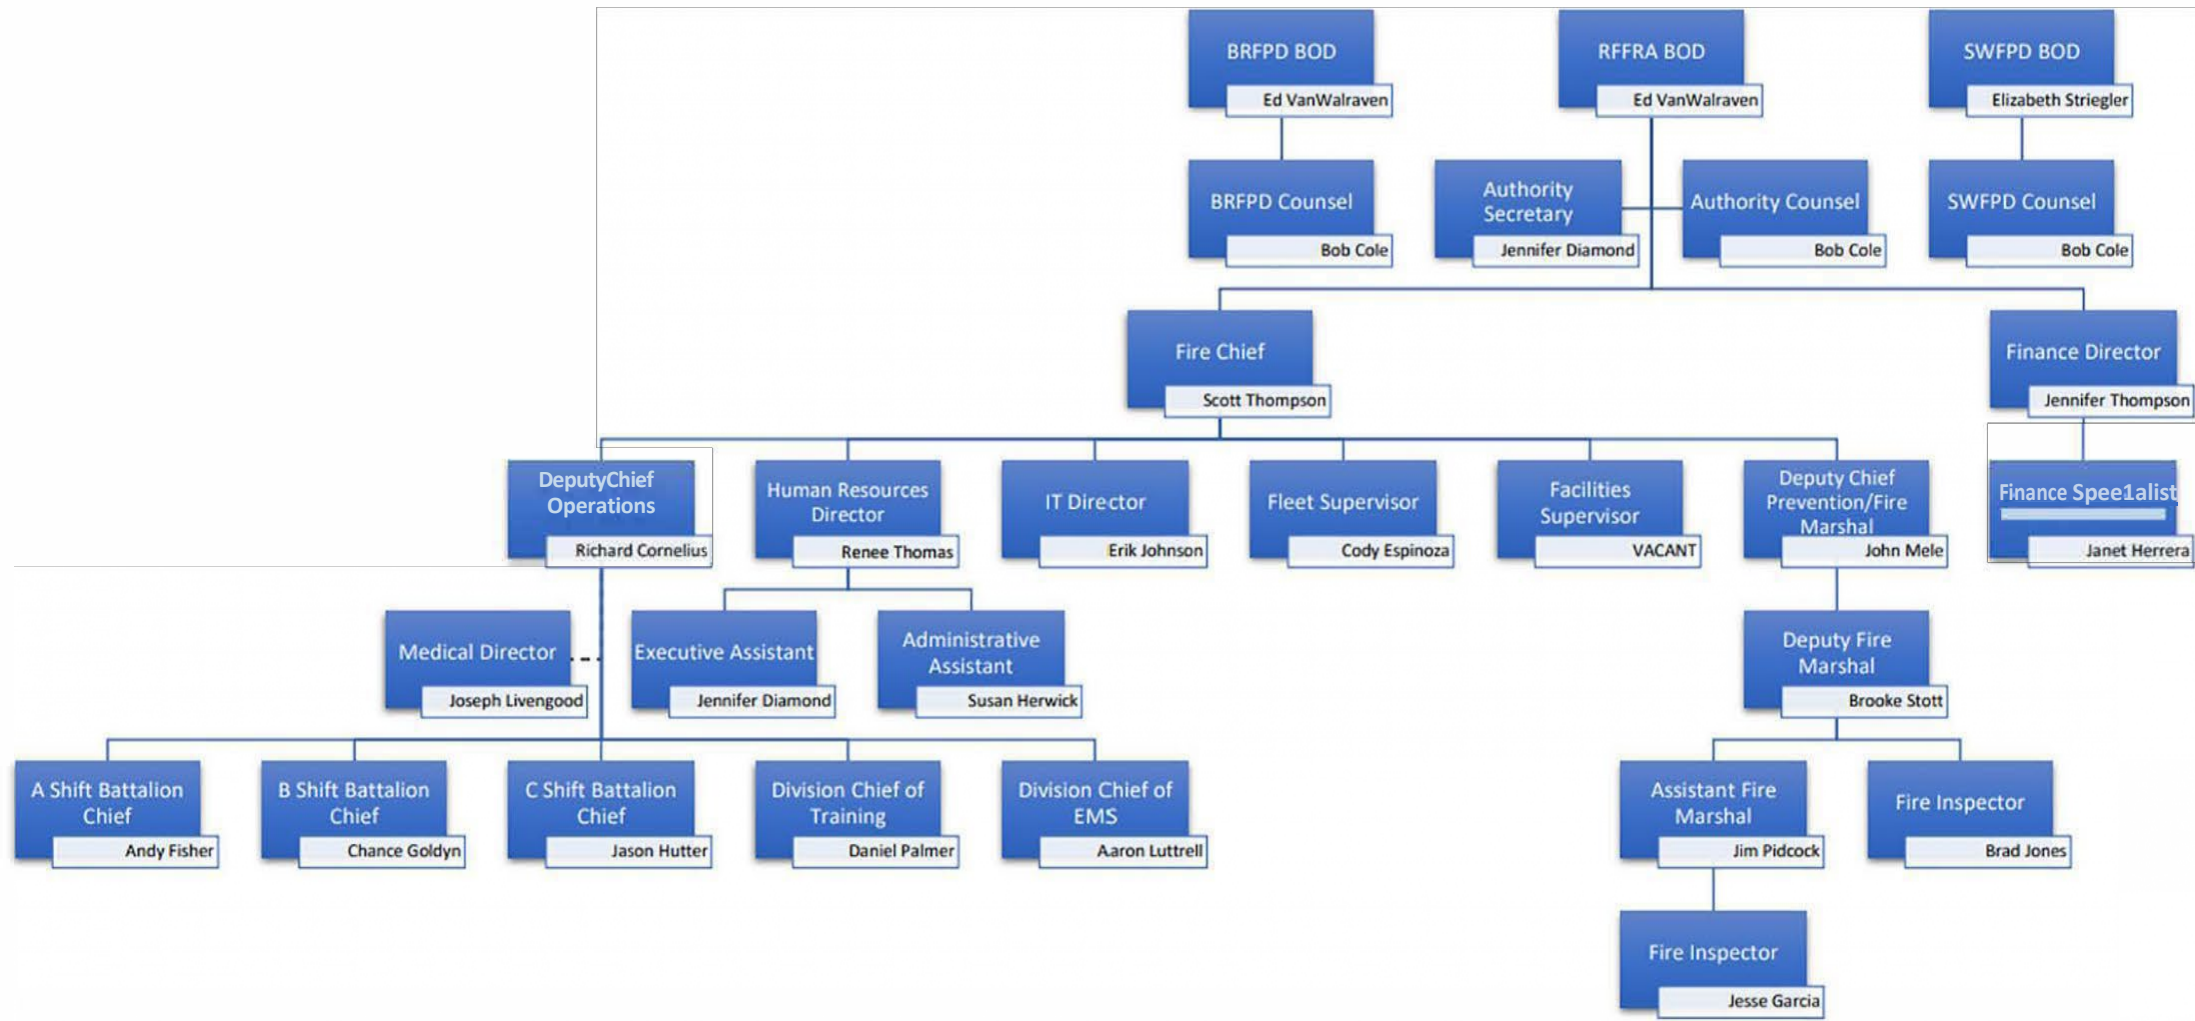 BRFPD BOD
Ed VanWalraven
RFFRA BOD
Ed VanWalraven
SWFPD BOD
Elizabeth Striegler
BRFPD Counsel
Bob Cole
Authority
Secretary
Jennifer Diamond
Authority Counsel
Bob Cole
SWFPD Counsel
Bob Cole
Fire Chief
Scott Thompson
Finance Director
Jennifer Thompson
DeputyChief
Operations
Richard Cornelius
Human Resources
Director
Renee Thomas
IT Director
Erik Johnson
Fleet Supervisor
Cody Espinoza
Facilities
Supervisor
VACANT
Deputy Chief
Prevention/Fire
Marshal
John Mele
Finance Spee1alist
Janet Herrera
Medical Director
Joseph Livengood
Executive Assistant
Jennifer Diamond
Administrative
Assistant
Susan Herwick
Deputy Fire
Marshal
Brooke Stott
A Shift Battalion
Chief
Andy Fisher
B Shift Battalion
Chief
Chance Goldyn
C Shift Battalion
Chief
Jason Hutter
Division Chief of
Training
Daniel Palmer
Division Chief of
EMS
Aaron Luttrell
Assistant Fire
Marshal
Jim Pidcock
Fire Inspector
Brad Jones
Fire Inspector
Jesse Garcia